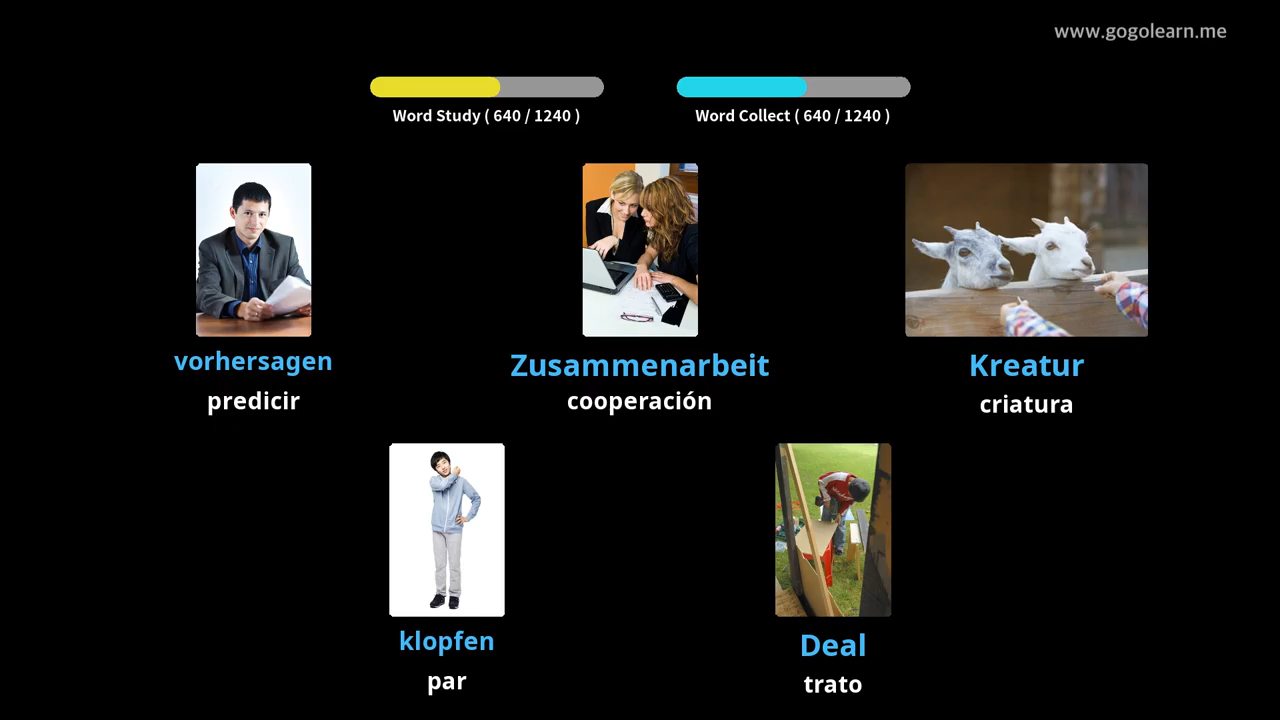 www.gogolearn.me
Word Study ( 640 / 1240 )
Word Collect ( 640 / 1240 )
vorhersagen
predicir
Zusammenarbeit
cooperación
Kreatur
criatura
klopfen
par
Deal
trato